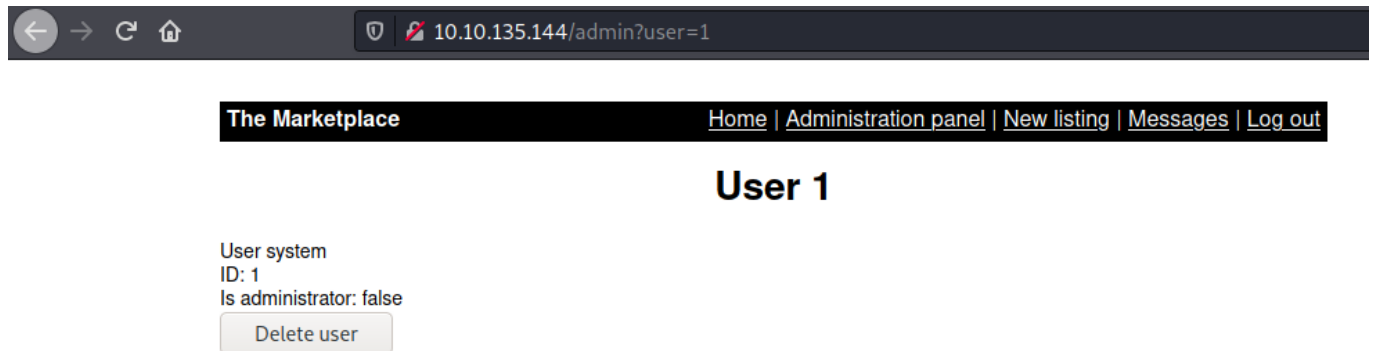 10.10.135.144/admin?user=1
The Marketplace Home | Administration panel | New listing | Messages | Log out
User 1
User system
ID: 1
Is administrator: false
Delete user